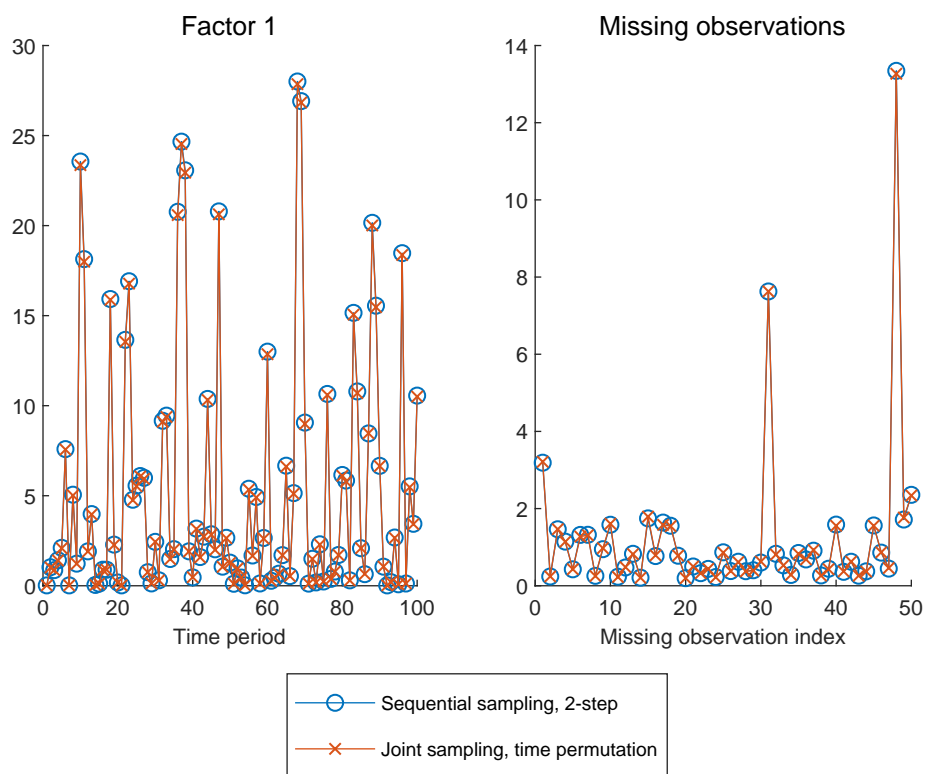 Factor 1
30
25
20
15
10
5
0
0 20 40 60 80 100
Time period
Missing observations
14
12
10
8
6
4
2
0
0 10 20 30 40 50
Missing observation index
Sequential sampling, 2-step
Joint sampling, time permutation